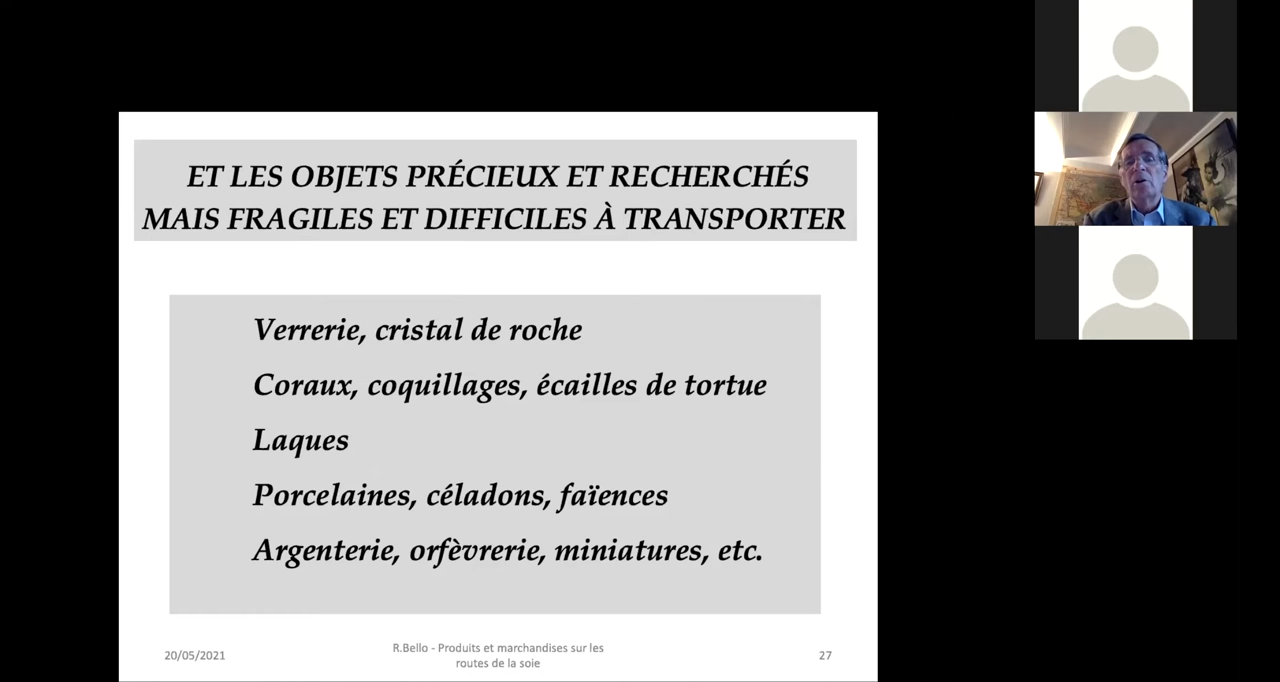 ET LES OBJETS PRÉCIEUX ET RECHERCHÉS
MAIS FRAGILES ET DIFFICILES À TRANSPORTER
Verrerie, cristal de roche
Coraux, coquillages, écailles de tortue
Laques
Porcelaines, céladons, faïences
Argenterie, orfèvrerie, miniatures, etc.
20/05/2021
R.Bello - Produits et marchandises sur les
routes de la soie
27